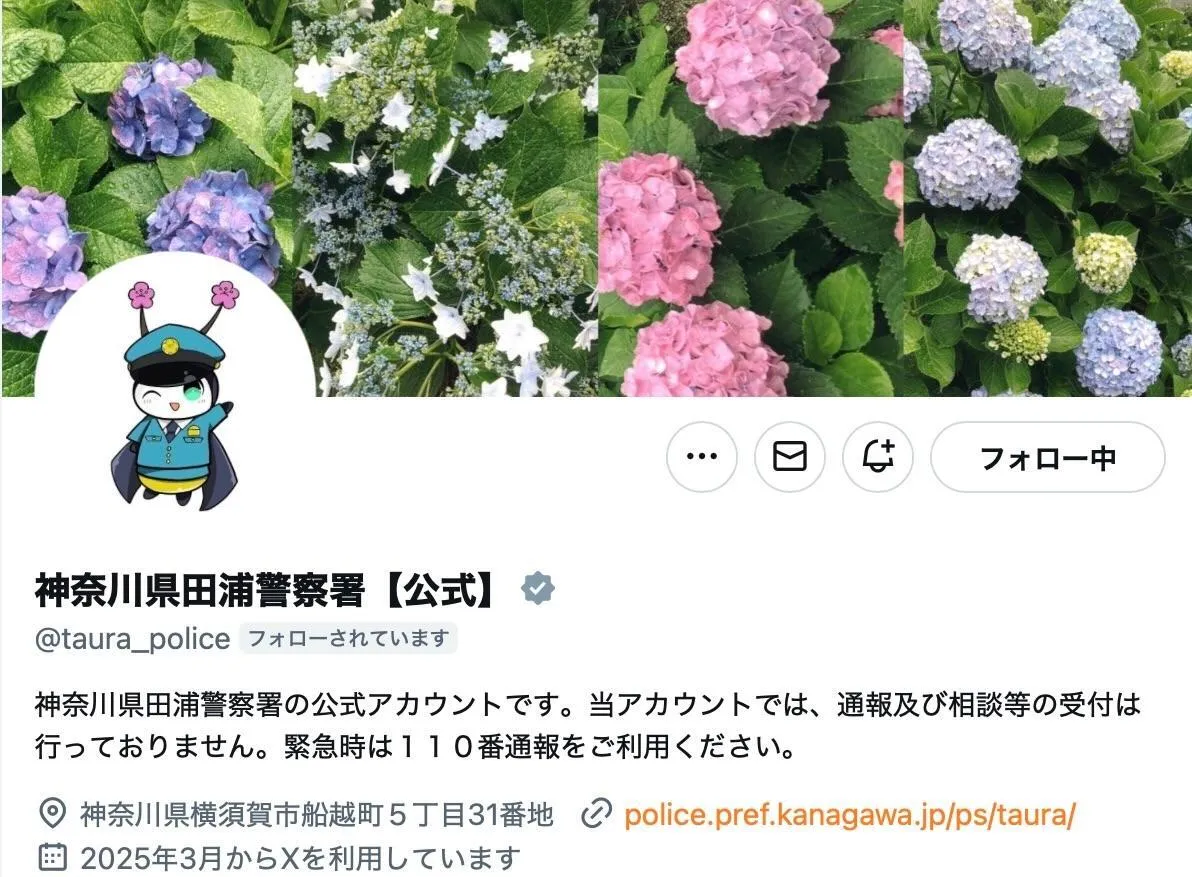 フォロー中
神奈川県田浦警察署【公式】
@taura_police フォローされています
神奈川県田浦警察署の公式アカウントです。当アカウントでは、通報及び相談等の受付は
行っておりません。緊急時は１１０番通報をご利用ください。
神奈川県横須賀市船越町５丁目31番地 police.pref.kanagawa.jp/ps/taura/
2025年3月からXを利用しています